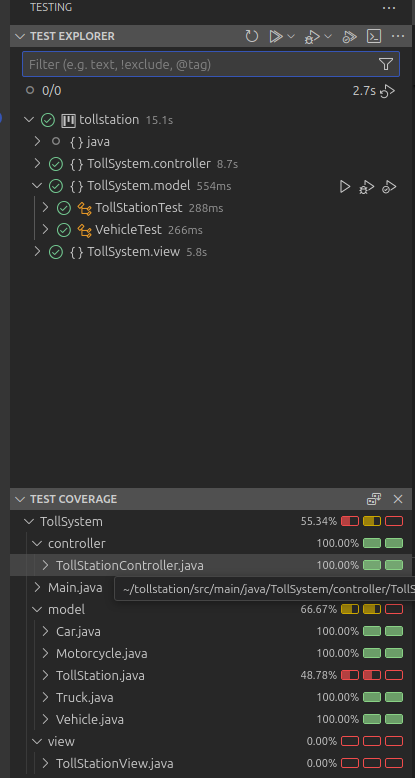 TESTING
TEST EXPLORER
Filter (e.g. text, !exclude, @tag)
0/0 2.7s
tollstation 15.1s
{ } java
{ } TollSystem.controller 8.7s
{ } TollSystem.model 554ms
TollStationTest 288ms
VehicleTest 266ms
{ } TollSystem.view 5.8s
TEST COVERAGE
TollSystem 55.34%
controller 100.00%
TollStationController.java 100.00%
Main.java
~/tollstation/src/main/java/TollSystem/controller/TollS
model 66.67%
Car.java 100.00%
Motorcycle.java 100.00%
TollStation.java 48.78%
Truck.java 100.00%
Vehicle.java 100.00%
view 0.00%
TollStationView.java 0.00%